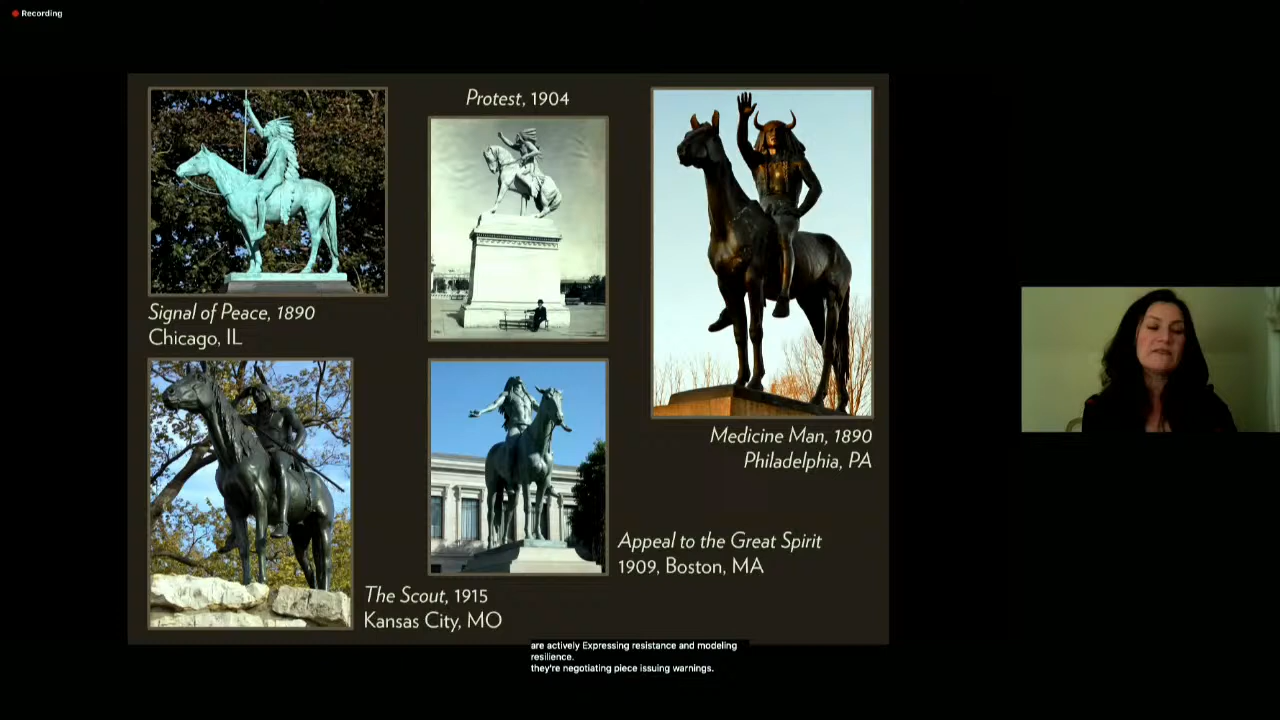 Recording
Protest, 1904
Signal of Peace, 1890
Chicago, IL
Medicine Man, 1890
Philadelphia, PA
Appeal to the Great Spirit
1909, Boston, MA
The Scout, 1915
Kansas City, MO
are actively Expressing resistance and modeling
resilience.
they're negotiating piece issuing warnings.